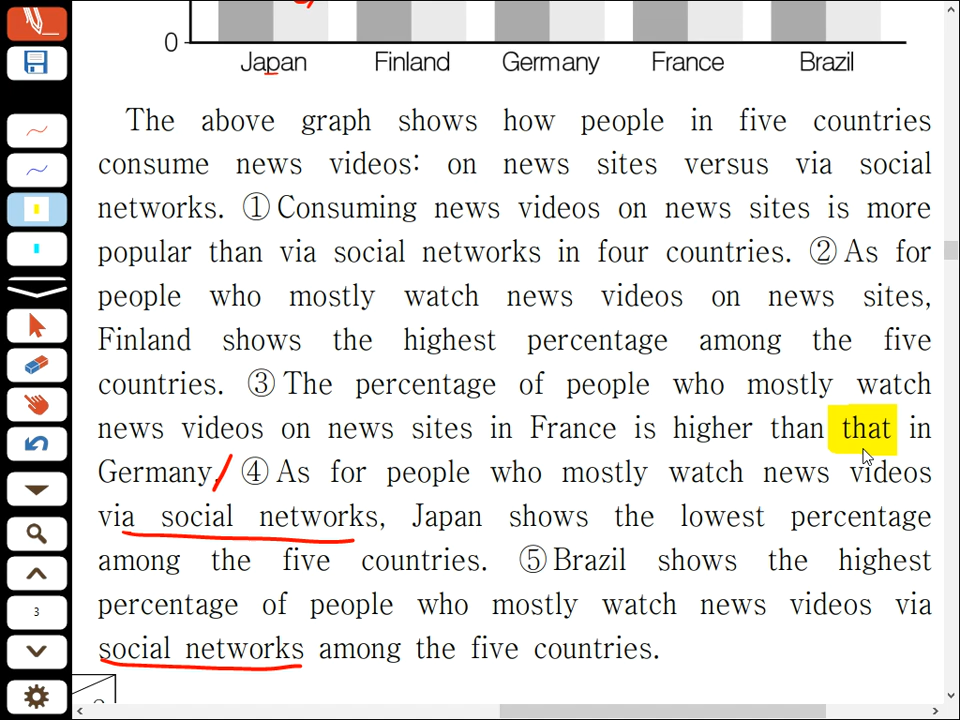 0
Japan Finland Germany France Brazil
The above graph shows how people in five countries
consume news videos: on news sites versus via social
networks. ① Consuming news videos on news sites is more
popular than via social networks in four countries. ② As for
people who mostly watch news videos on news sites,
Finland shows the highest percentage among the five
countries. ③ The percentage of people who mostly watch
news videos on news sites in France is higher than that in
Germany. ④ As for people who mostly watch news videos
via social networks, Japan shows the lowest percentage
among the five countries. ⑤ Brazil shows the highest
percentage of people who mostly watch news videos via
social networks among the five countries.
3